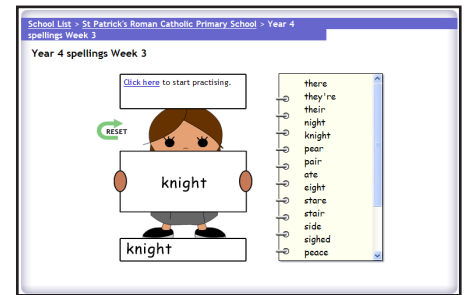 School List > St Patrick's Roman Catholic Primary School > Year 4
spellings Week 3
Year 4 spellings Week 3
Click here to start practising.
RESET
knight
knight
there
they're
their
night
knight
pear
pair
ate
eight
stare
stair
side
sighed
peace